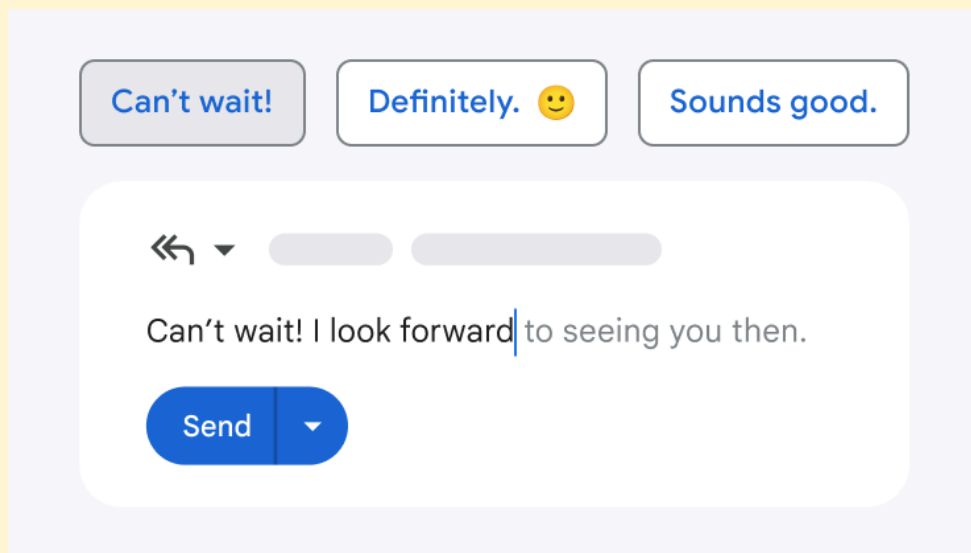 Can’t wait!
Definitely. 🙂
Sounds good.
Can’t wait! I look forward to seeing you then.
Send